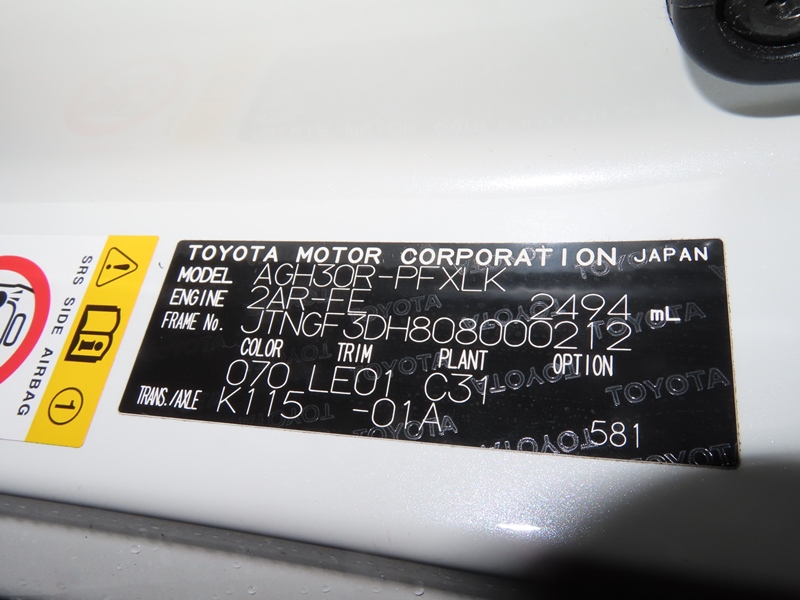 TOYOTA MOTOR CORPORATION JAPAN
MODEL AGH30R-PFXLK
ENGINE 2AR-FE 2494 mL
FRAME No. JTNGF3DH808000212
COLOR TRIM PLANT OPTION
070 LE01 C31
TRANS./AXLE K115 -01A
581
SRS SIDE AIRBAG
1